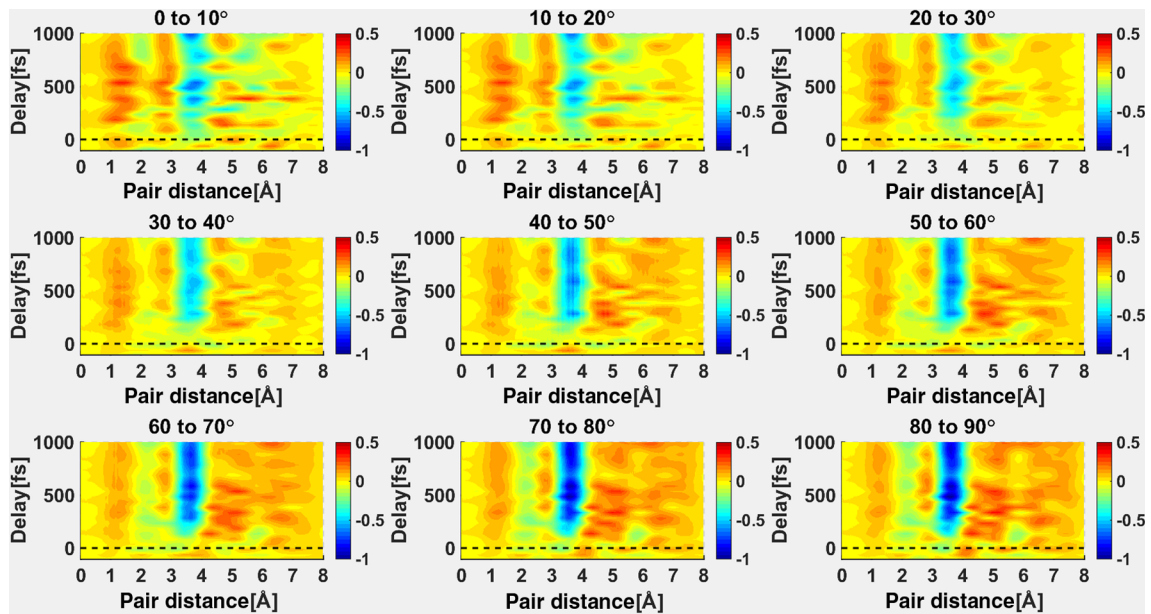 0 to 10° 10 to 20° 20 to 30°
1000 0.5 1000 0.5 1000 0.5
Delay[fs] 500 0 Delay[fs] 500 0 Delay[fs] 500 0
-0.5 -0.5 -0.5
0 -1 0 -1 0 -1
0 1 2 3 4 5 6 7 8 0 1 2 3 4 5 6 7 8 0 1 2 3 4 5 6 7 8
Pair distance[Å] Pair distance[Å] Pair distance[Å]
30 to 40° 40 to 50° 50 to 60°
1000 0.5 1000 0.5 1000 0.5
Delay[fs] 500 0 Delay[fs] 500 0 Delay[fs] 500 0
-0.5 -0.5 -0.5
0 -1 0 -1 0 -1
0 1 2 3 4 5 6 7 8 0 1 2 3 4 5 6 7 8 0 1 2 3 4 5 6 7 8
Pair distance[Å] Pair distance[Å] Pair distance[Å]
60 to 70° 70 to 80° 80 to 90°
1000 0.5 1000 0.5 1000 0.5
Delay[fs] 500 0 Delay[fs] 500 0 Delay[fs] 500 0
-0.5 -0.5 -0.5
0 -1 0 -1 0 -1
0 1 2 3 4 5 6 7 8 0 1 2 3 4 5 6 7 8 0 1 2 3 4 5 6 7 8
Pair distance[Å] Pair distance[Å] Pair distance[Å]